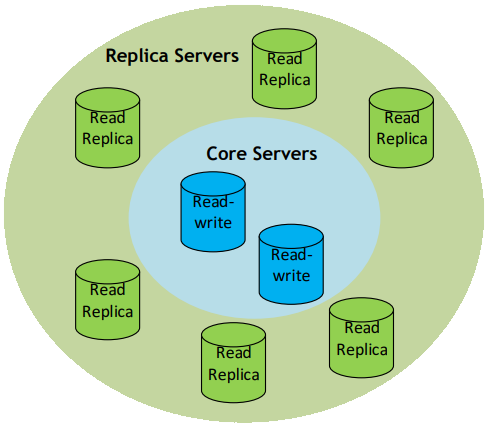 Replica Servers
Read
Replica
Read
Replica
Read
Replica
Core Servers
Read-
write
Read-
write
Read
Replica
Read
Replica
Read
Replica